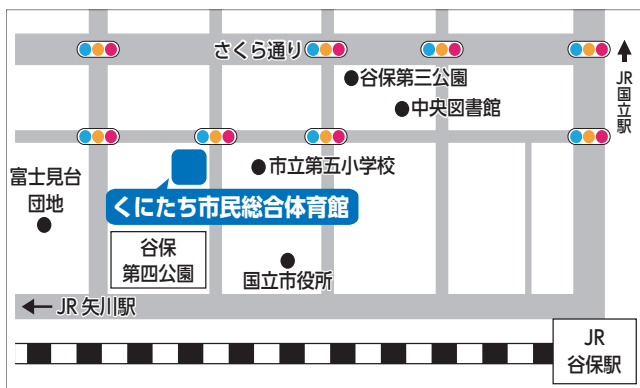 さくら通り
谷保第三公園
中央図書館
JR国立駅
市立第五小学校
富士見台
団地
くにたち市民総合体育館
谷保
第四公園
国立市役所
JR 矢川駅
JR
谷保駅